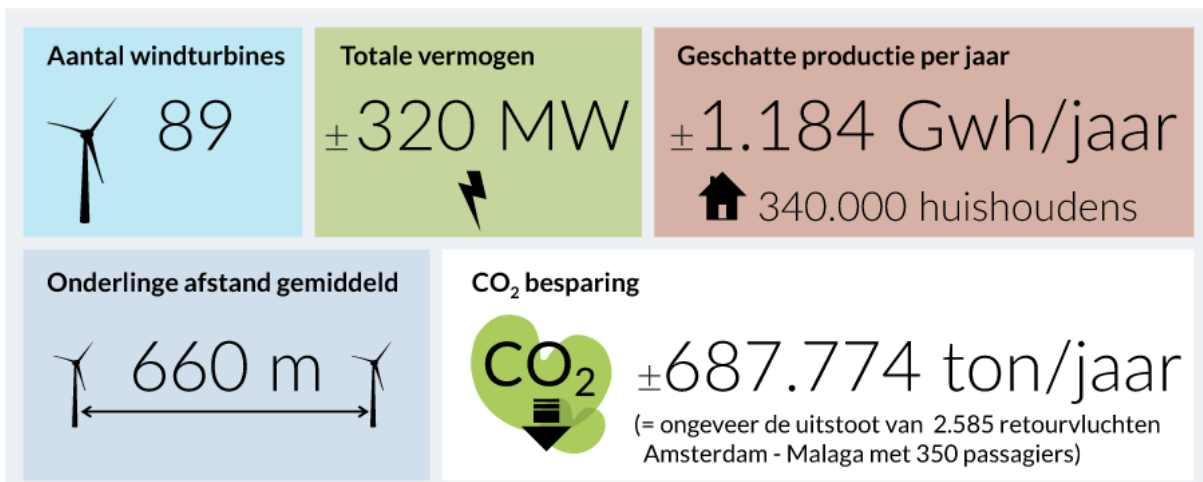 Aantal windturbines
89
Totale vermogen
±320 MW
Geschatte productie per jaar
±1.184 Gwh/jaar
340.000 huishoudens
Onderlinge afstand gemiddeld
660 m
CO₂ besparing
CO₂
±687.774 ton/jaar
(= ongeveer de uitstoot van 2.585 retourvluchten
Amsterdam - Malaga met 350 passagiers)